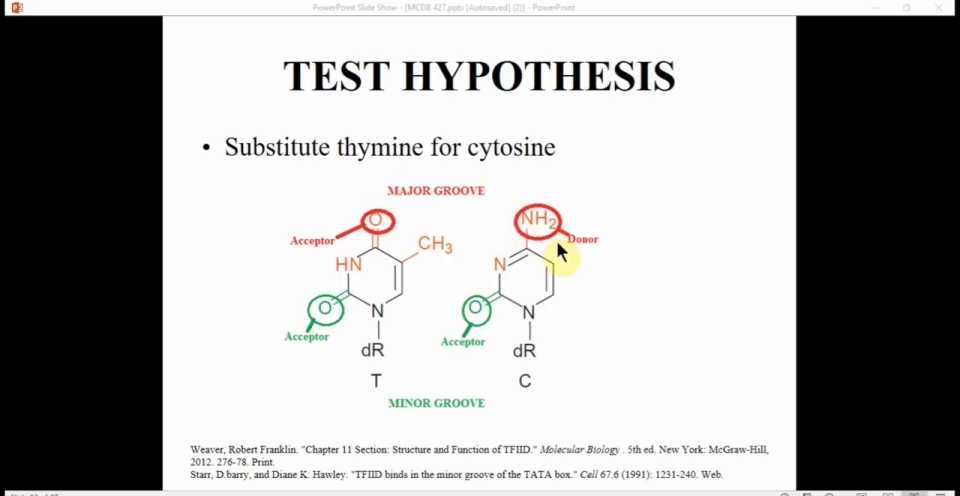 PowerPoint Slide Show - [MCDB 427.pptx [Autosaved] (2)] - PowerPoint
TEST HYPOTHESIS
• Substitute thymine for cytosine
MAJOR GROOVE
O
NH2
Acceptor
CH3
Donor
HN
N
O
N
O
N
Acceptor
Acceptor
dR
dR
T
C
MINOR GROOVE
Weaver, Robert Franklin. "Chapter 11 Section: Structure and Function of TFIID." Molecular Biology . 5th ed. New York: McGraw-Hill,
2012. 276-78. Print.
Starr, D.barry, and Diane K. Hawley. "TFIID binds in the minor groove of the TATA box." Cell 67.6 (1991): 1231-240. Web.